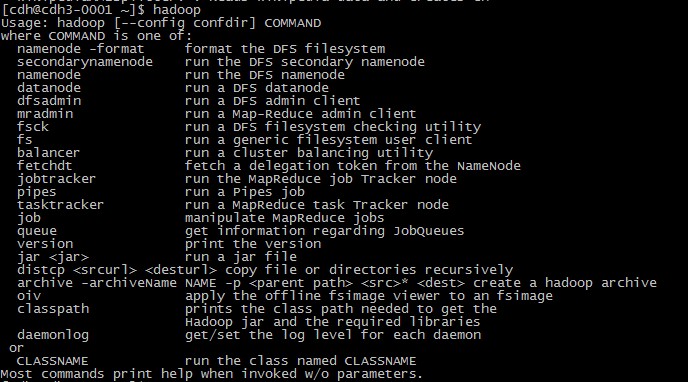 [cdh@cdh3-0001 ~]$ hadoop
Usage: hadoop [--config confdir] COMMAND
where COMMAND is one of:
  namenode -format     format the DFS filesystem
  secondarynamenode    run the DFS secondary namenode
  namenode             run the DFS namenode
  datanode             run a DFS datanode
  dfsadmin             run a DFS admin client
  mradmin              run a Map-Reduce admin client
  fsck                 run a DFS filesystem checking utility
  fs                   run a generic filesystem user client
  balancer             run a cluster balancing utility
  fetchdt              fetch a delegation token from the NameNode
  jobtracker           run the MapReduce job Tracker node
  pipes                run a Pipes job
  tasktracker          run a MapReduce task Tracker node
  job                  manipulate MapReduce jobs
  queue                get information regarding JobQueues
  version              print the version
  jar <jar>            run a jar file
  distcp <srcurl> <desturl> copy file or directories recursively
  archive -archiveName NAME -p <parent path> <src>* <dest> create a hadoop archive
  oiv                  apply the offline fsimage viewer to an fsimage
  classpath            prints the class path needed to get the
                       Hadoop jar and the required libraries
  daemonlog            get/set the log level for each daemon
 or
  CLASSNAME            run the class named CLASSNAME
Most commands print help when invoked w/o parameters.